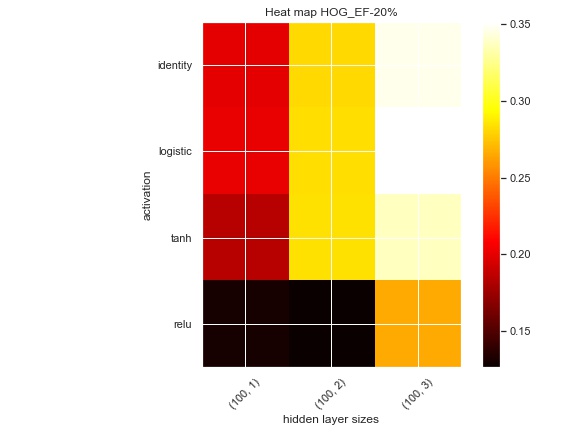 Heat map HOG_EF-20%
identity
logistic
tanh
relu
activation
(100, 1)
(100, 2)
(100, 3)
hidden layer sizes
0.35
0.30
0.25
0.20
0.15